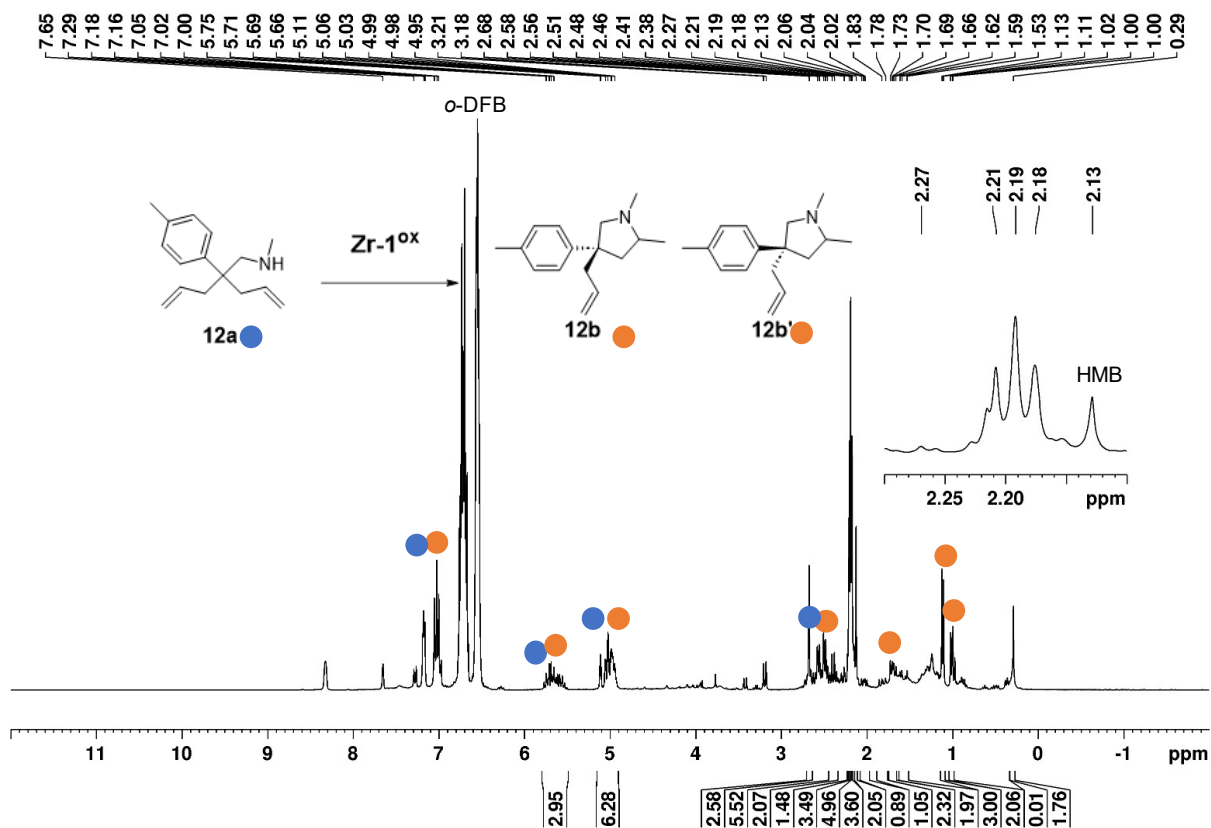 7.65 7.29 7.18 7.16 7.05 7.02 7.00 5.75 5.71 5.69 5.66 5.11 5.06 5.03 4.99 4.98 4.95 3.21 3.18 2.68 2.58 2.56 2.51 2.48 2.46 2.41 2.38 2.27 2.21 2.19 2.18 2.13 2.06 2.04 2.02 1.83 1.78 1.73 1.70 1.69 1.66 1.62 1.59 1.53 1.13 1.11 1.02 1.00 1.00 0.29
o-DFB
2.27 2.21 2.19 2.18 2.13
N
N
Zr-1ox
NH
12a
12b
12b'
HMB
2.25 2.20 ppm
11 10 9 8 7 6 5 4 3 2 1 0 -1 ppm
2.95 6.28 2.58 5.52 2.07 1.48 3.49 4.96 3.60 2.05 0.89 1.05 2.32 1.97 3.00 2.06 0.01 1.76